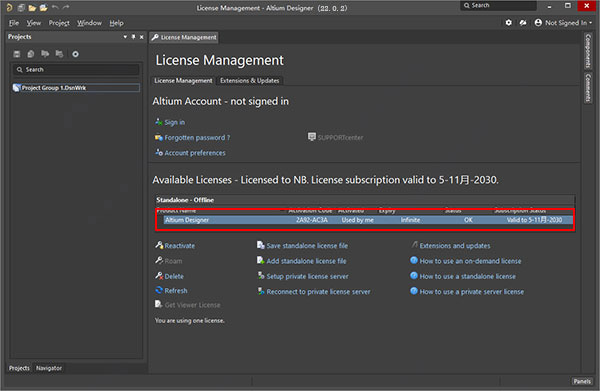 License Management - Altium Designer (22. 0. 2)
Search
File View Project Window Help
Not Signed In
Projects
License Management
Search
Project Group 1.DsnWrk
License Management
License Management Extensions & Updates
Altium Account - not signed in
Sign in
Forgotten password ?
SUPPORTcenter
Account preferences
Available Licenses - Licensed to NB. License subscription valid to 5-11月-2030.
Standalone - Offline
Product Name Activation Code Activated Expiry Status Subscription Status
Altium Designer 2A92-AC3A Used by me Infinite OK Valid to 5-11月-2030
Reactivate
Save standalone license file
Extensions and updates
Roam
Add standalone license file
How to use an on-demand license
Delete
Setup private license server
How to use a standalone license
Refresh
Reconnect to private license server
How to use a private server license
Get Viewer License
You are using one license.
Components
Comments
Projects Navigator
Panels